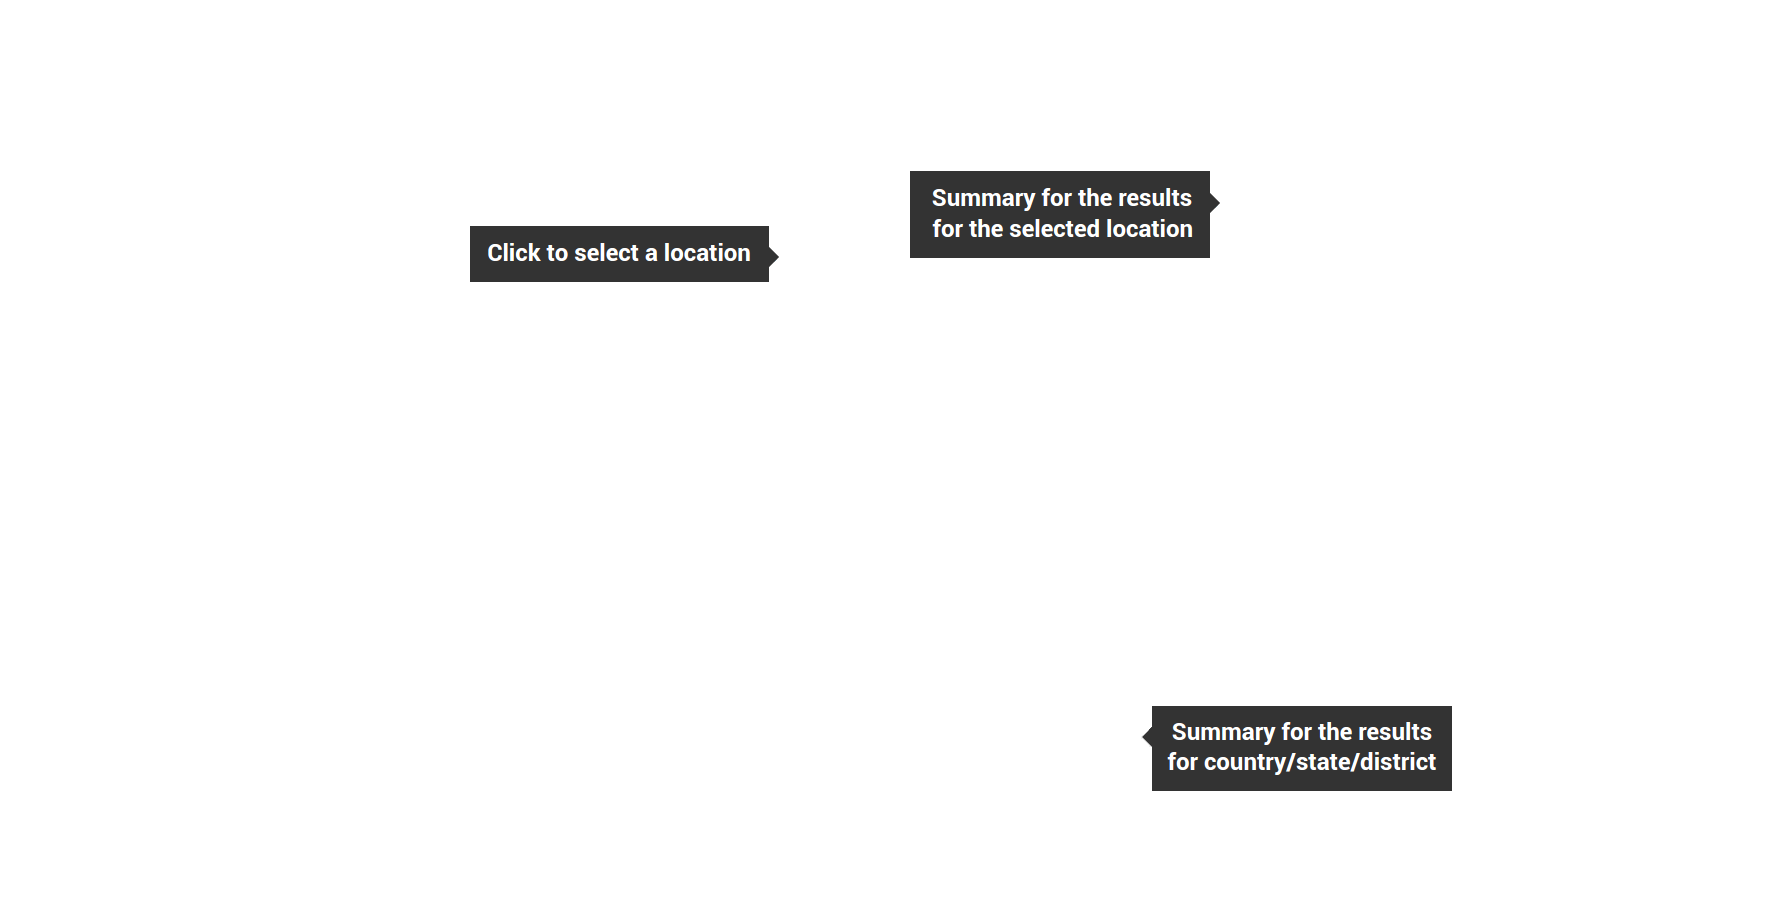 Summary for the results
for the selected location
Click to select a location
Summary for the results
for country/state/district